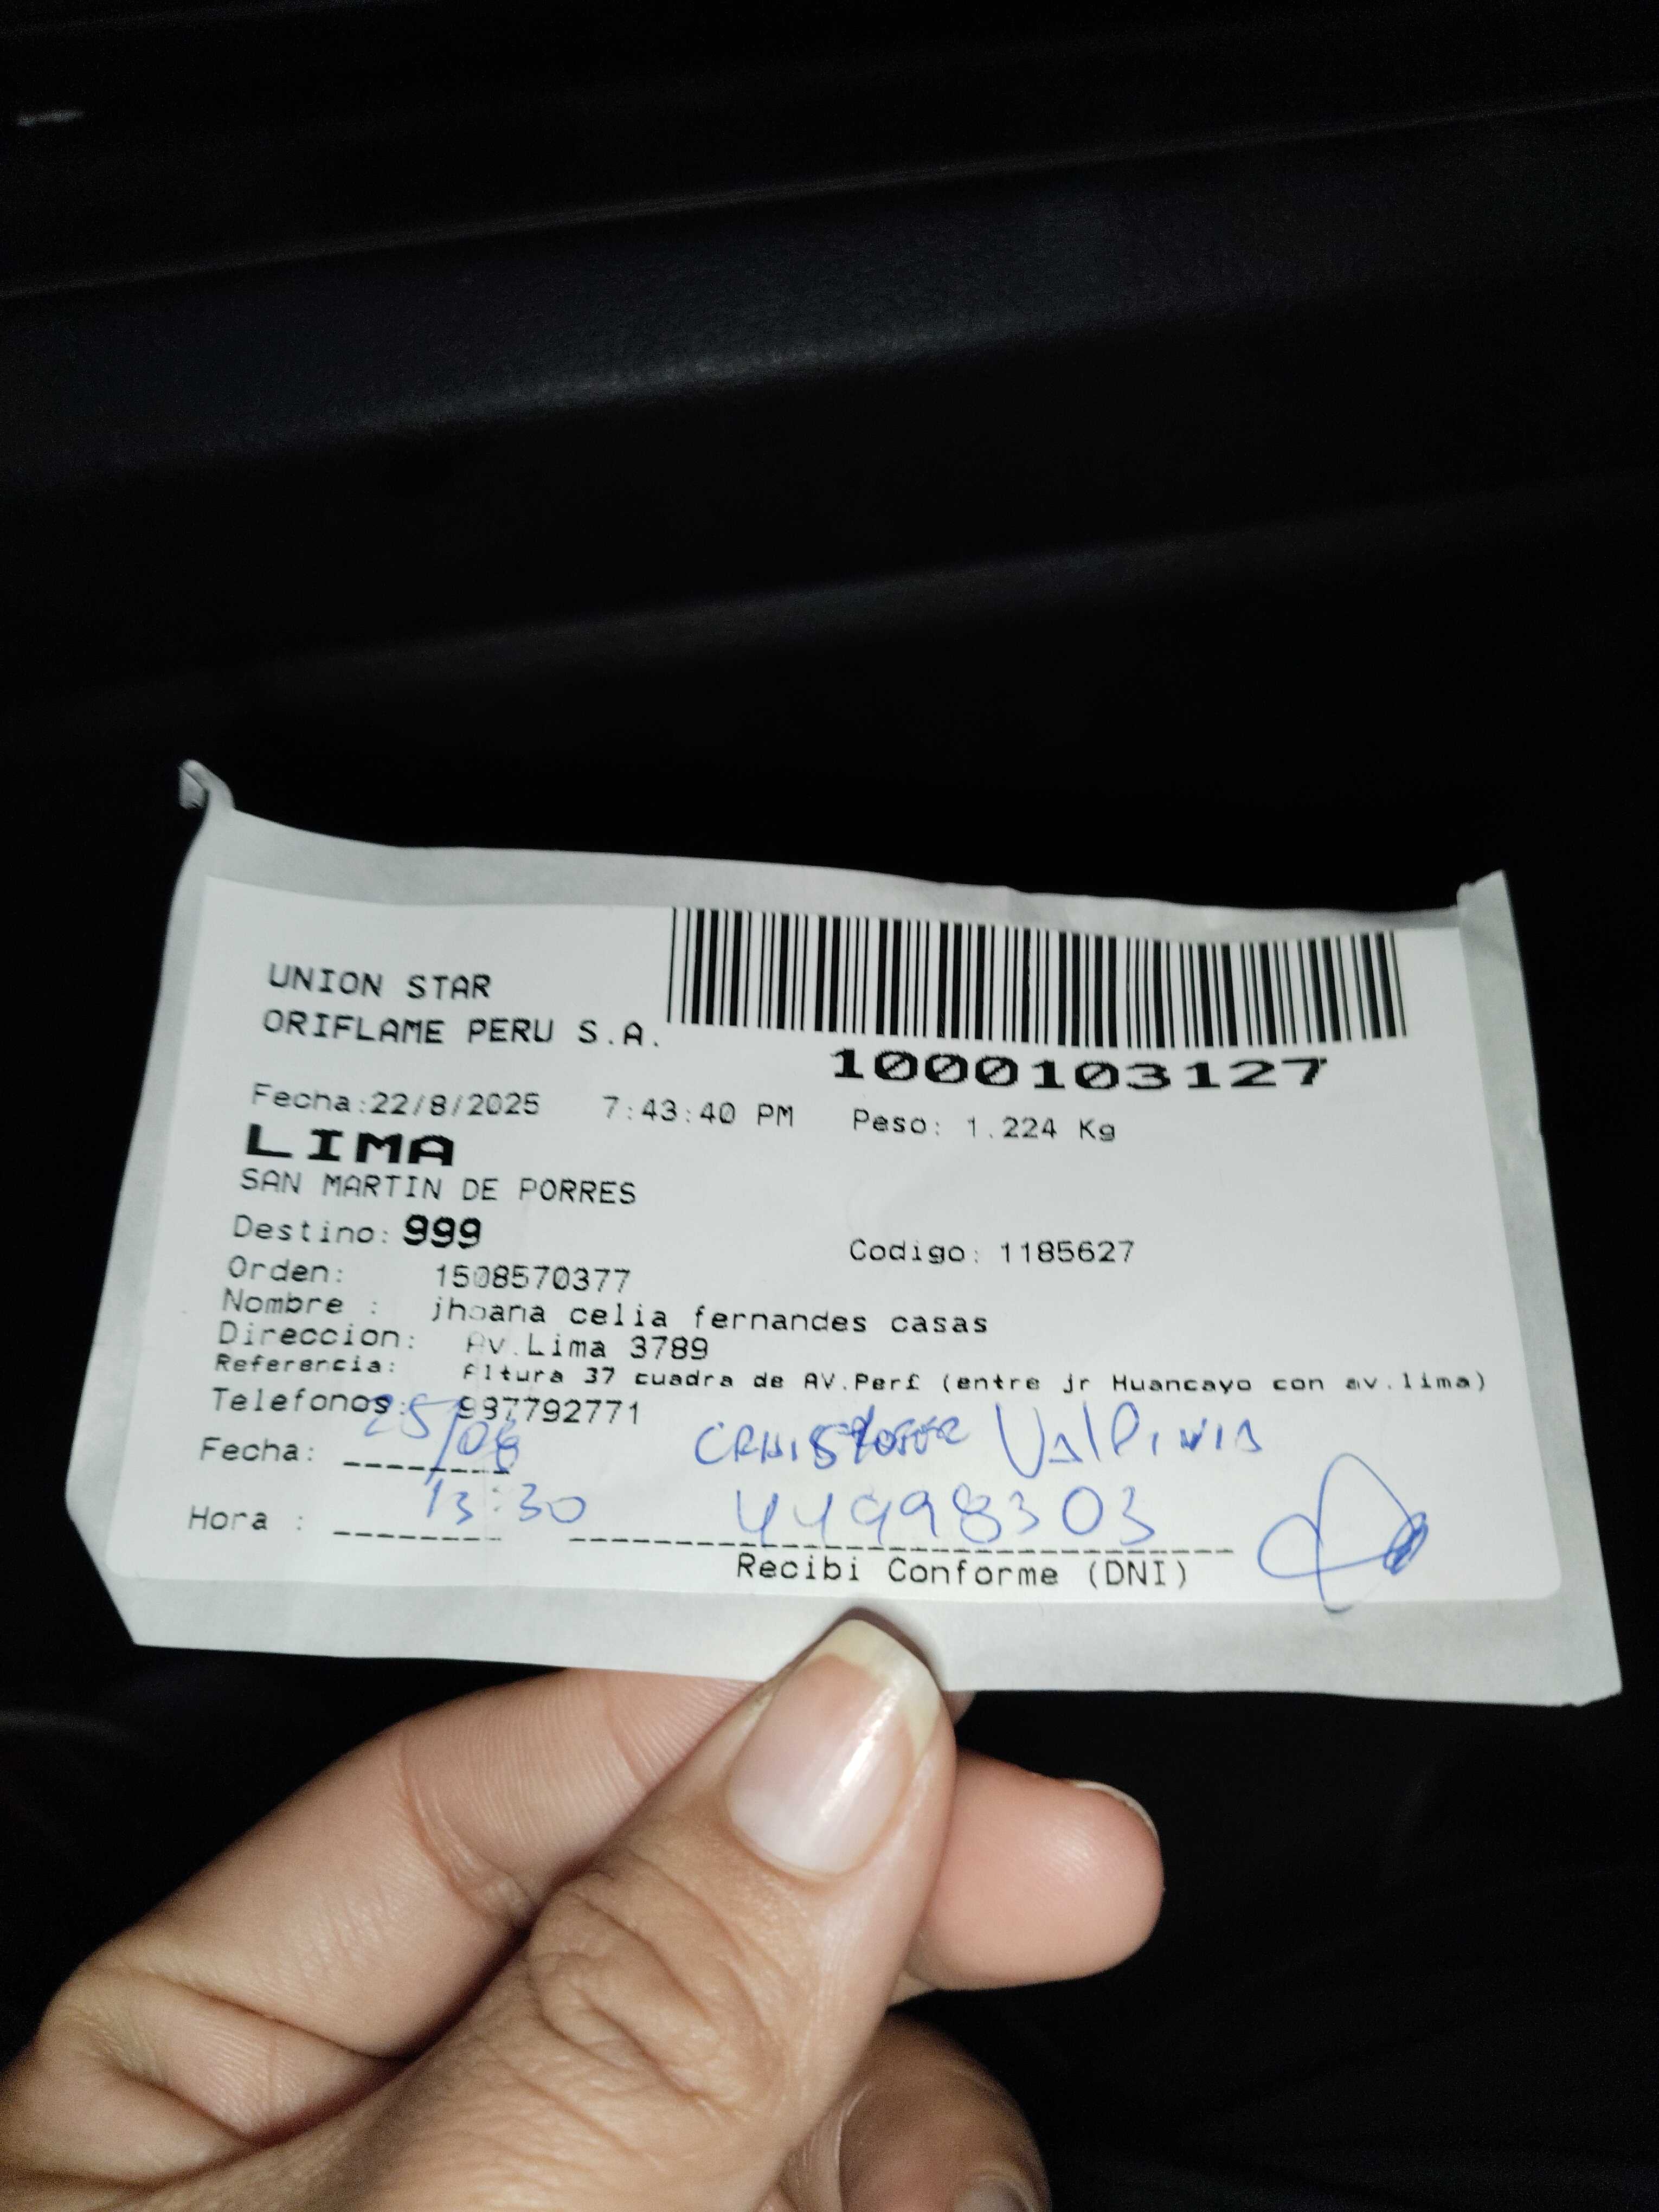 UNION STAR
ORIFLAME PERU S.A.
1000103127
Fecha:22/8/2025 7:43:40 PM Peso: 1.224 Kg
LIMA
SAN MARTIN DE PORRES
Destino: 999 Codigo: 1185627
Orden: 1508570377
Nombre : jhoana celia fernandes casas
Direccion: Av.Lima 3789
Referencia: Altura 37 cuadra de AV.Perú (entre jr Huancayo con av.lima)
Telefonos: 987792771
Fecha: 25/08 Valdivia
Hora : 13:30 44998303
Recibi Conforme (DNI)